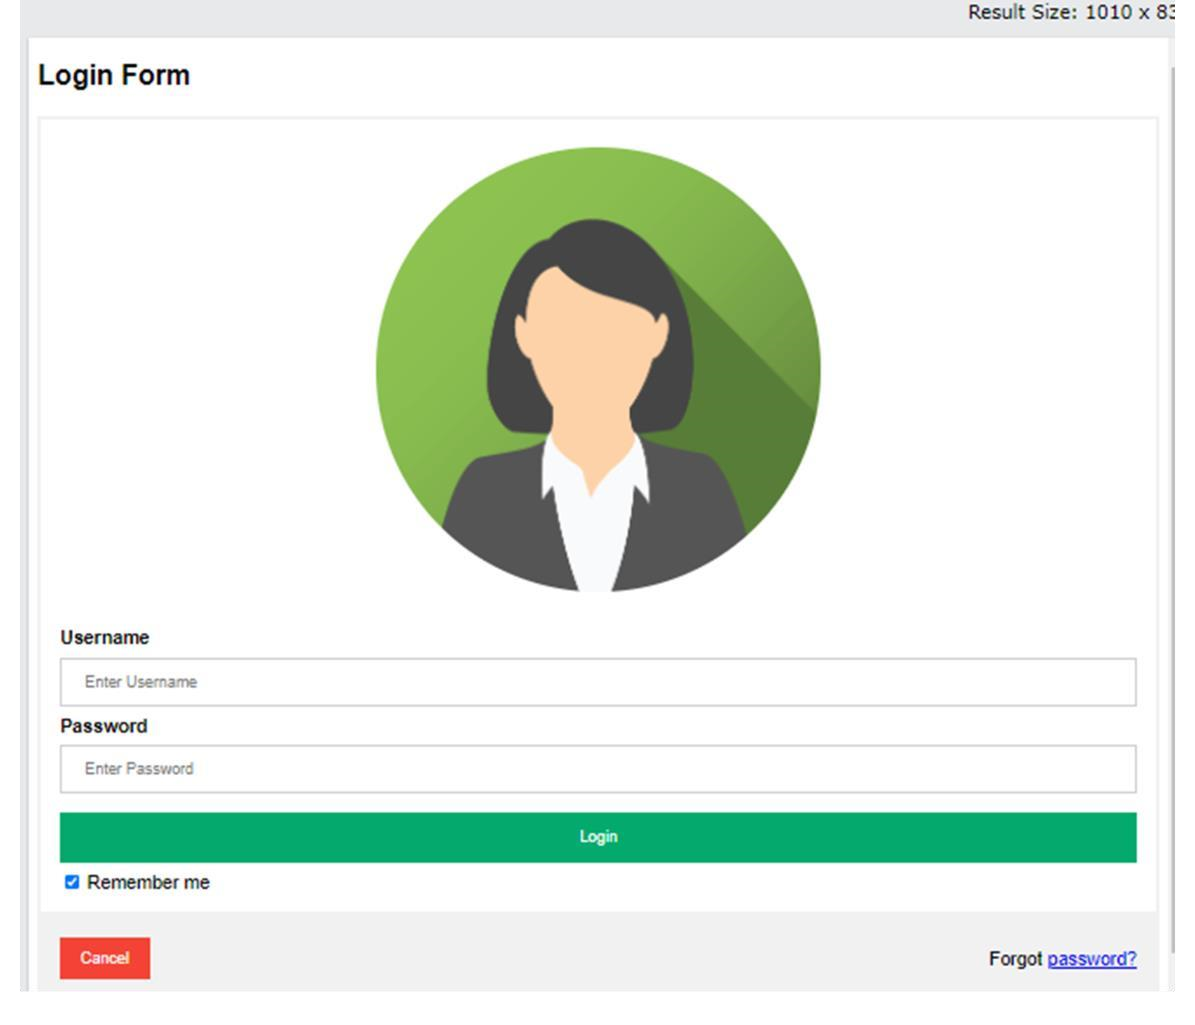 Result Size: 1010 x 83
Login Form
Username
Enter Username
Password
Enter Password
Login
Remember me
Cancel
Forgot password?